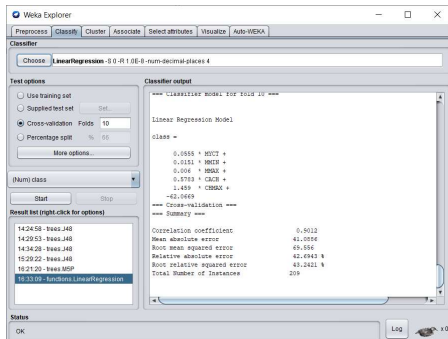 Weka Explorer
Preprocess Classify Cluster Associate Select attributes Visualize Auto-WEKA
Classifier
Choose LinearRegression -S 0 -R 1.0E-8 -num-decimal-places 4
Test options
Use training set
Supplied test set Set...
Cross-validation Folds 10
Percentage split % 66
More options...
(Num) class
Start Stop
Result list (right-click for options)
14:24:58 - trees.J48
14:29:53 - trees.J48
14:34:28 - trees.J48
15:29:22 - trees.J48
16:21:20 - trees.M5P
16:33:09 - functions.LinearRegression
Classifier output
=== Classifier model for fold 10 ===
Linear Regression Model
class =
0.0555 * MYCT +
0.0151 * MMIN +
0.006 * MMAX +
0.5703 * CACH +
1.459 * CHMAX +
-62.0669
=== Cross-validation ===
=== Summary ===
Correlation coefficient 0.9012
Mean absolute error 41.0886
Root mean squared error 69.556
Relative absolute error 42.6943 %
Root relative squared error 43.2421 %
Total Number of Instances 209
Status
OK
Log
x 0